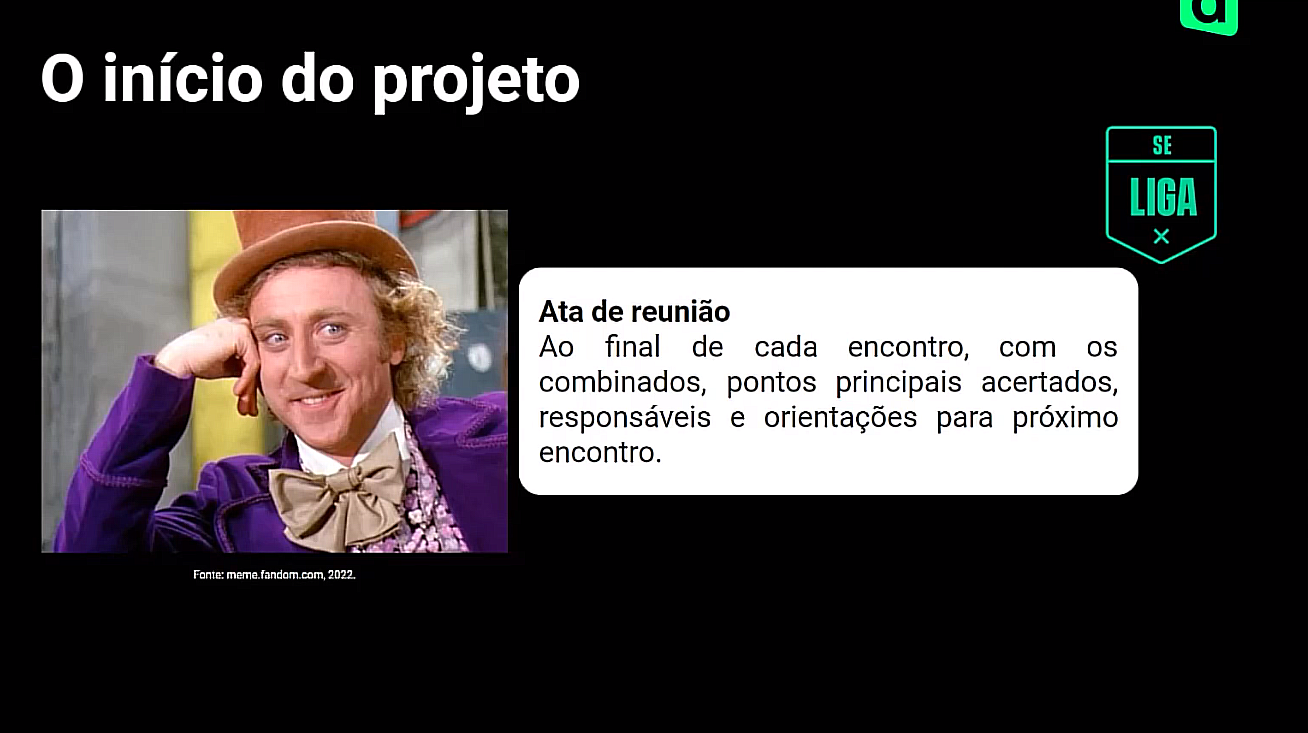 O início do projeto
SE
LIGA
Ata de reunião
Ao final de cada encontro, com os
combinados, pontos principais acertados,
responsáveis e orientações para próximo
encontro.
Fonte: meme.fandom.com, 2022.